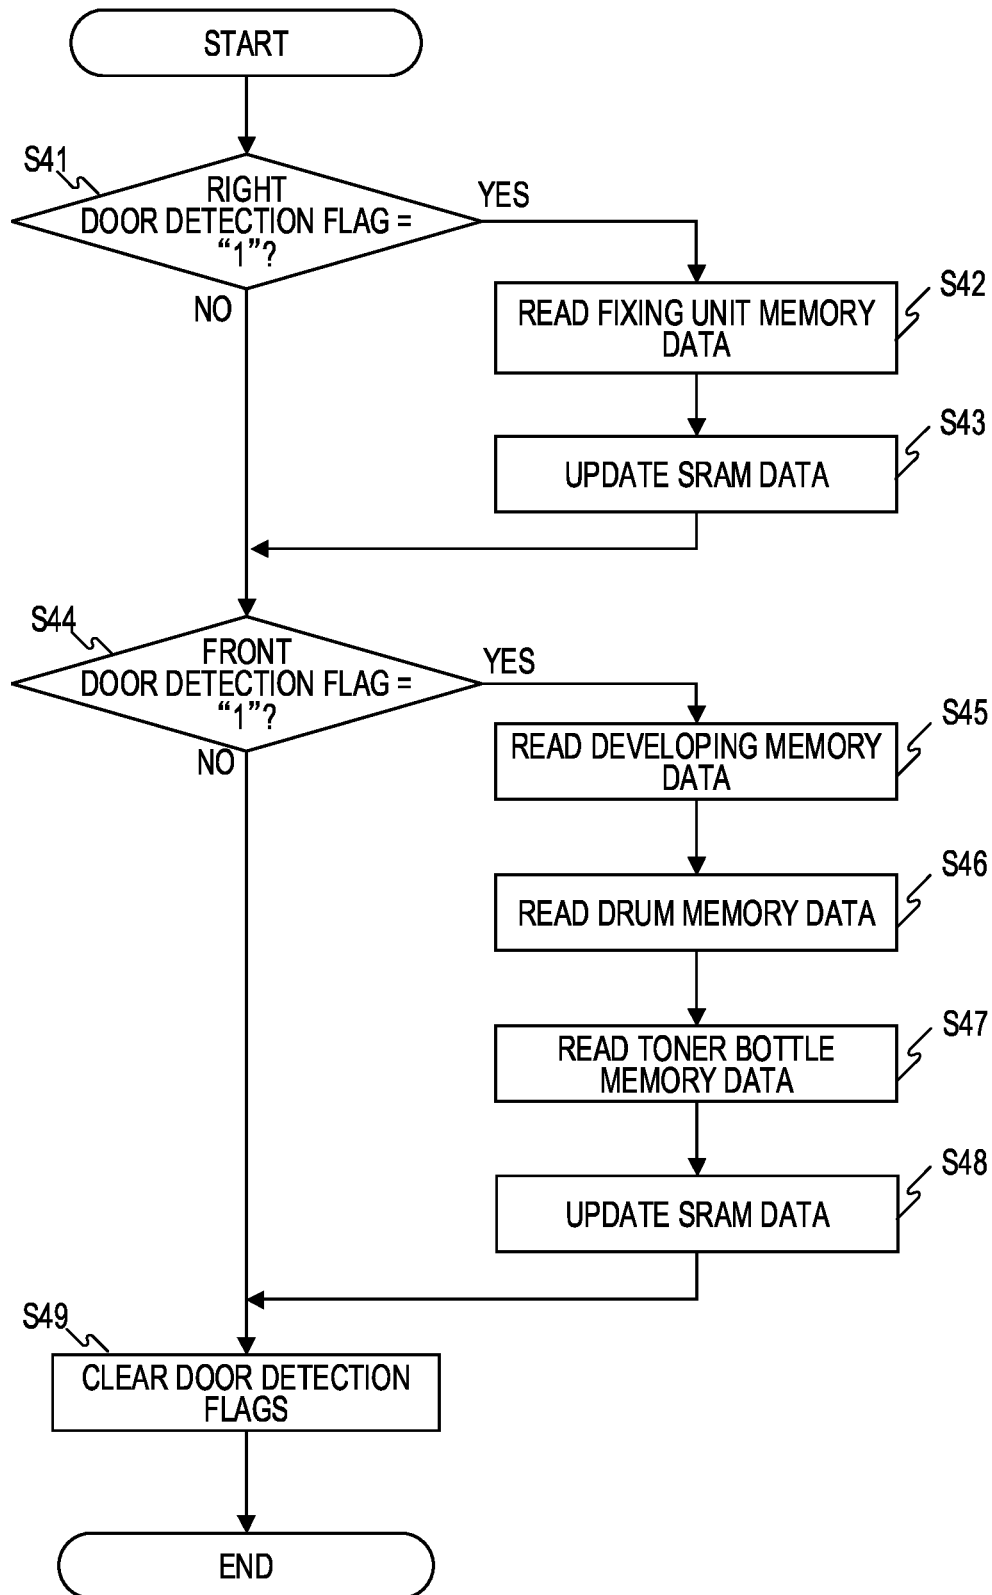 START
S41
RIGHT
DOOR DETECTION FLAG =
“1”?
YES
NO
S42
READ FIXING UNIT MEMORY
DATA
S43
UPDATE SRAM DATA
S44
FRONT
DOOR DETECTION FLAG =
“1”?
YES
NO
S45
READ DEVELOPING MEMORY
DATA
S46
READ DRUM MEMORY DATA
S47
READ TONER BOTTLE
MEMORY DATA
S48
UPDATE SRAM DATA
S49
CLEAR DOOR DETECTION
FLAGS
END